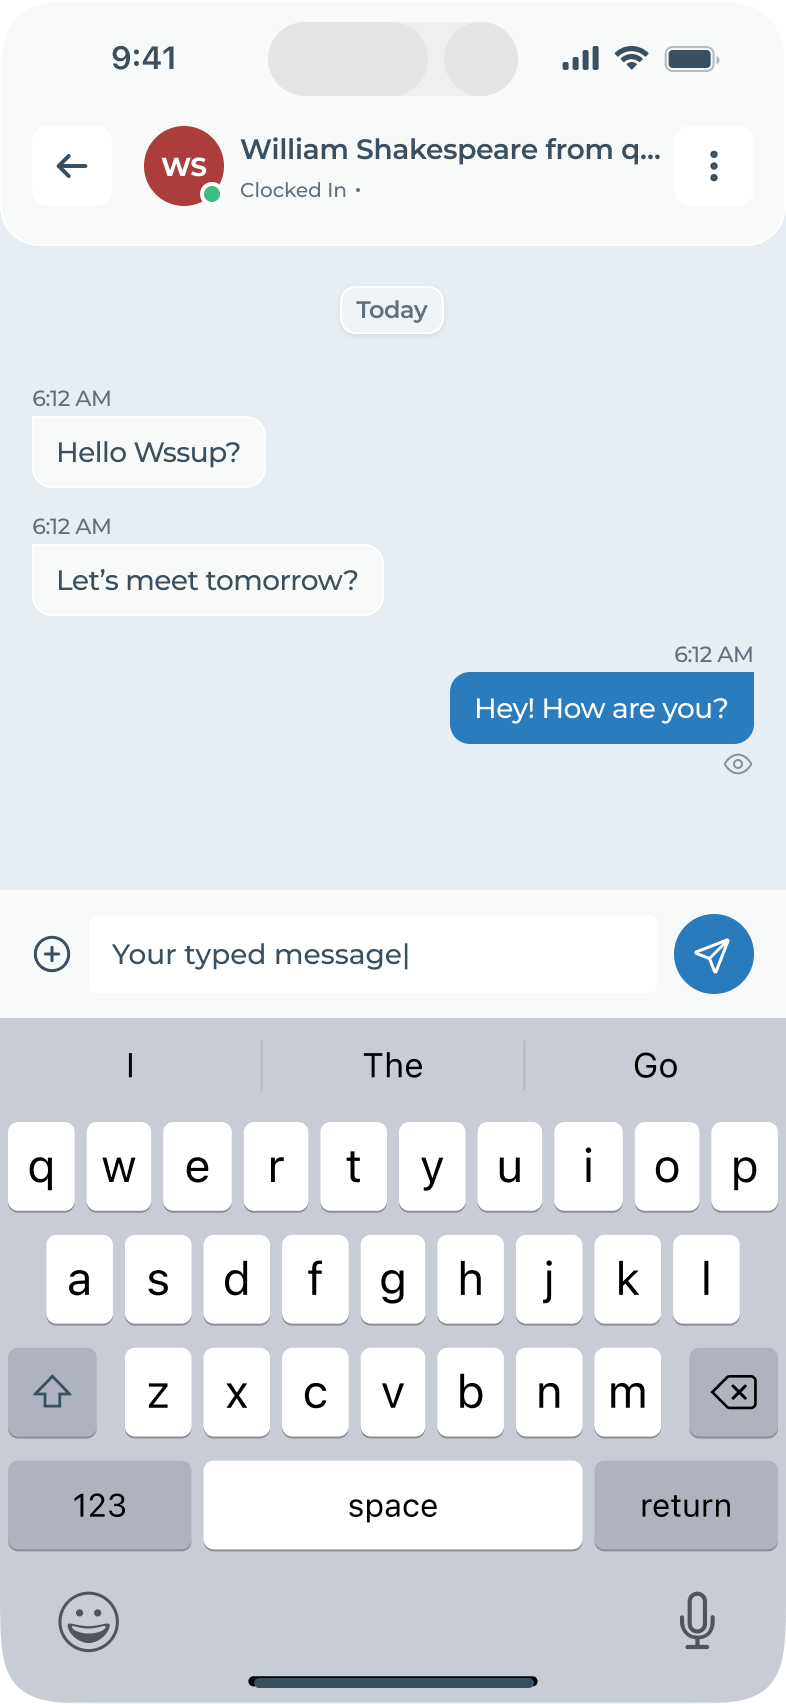 9:41
WS
William Shakespeare from q...
Clocked In •
Today
6:12 AM
Hello Wssup?
6:12 AM
Let’s meet tomorrow?
6:12 AM
Hey! How are you?
Your typed message|
I The Go
q w e r t y u i o p
a s d f g h j k l
z x c v b n m
123 space return